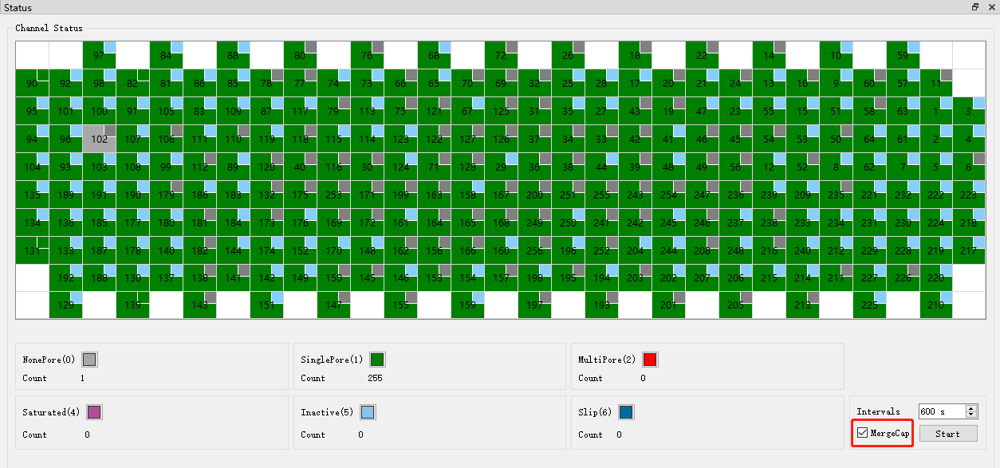 Status
Channel Status
97 84 88 80 76 68 72 26 18 22 14 10 59
90 92 98 82 81 86 85 78 77 74 73 66 65 70 69 32 25 28 17 20 21 24 13 16 9 60 57 11
95 101 100 91 105 83 109 87 117 79 113 75 121 67 125 31 35 27 43 19 47 23 55 15 51 58 63 1 3
94 96 102 107 106 111 110 119 118 115 114 123 122 127 126 37 34 33 42 41 46 45 54 53 50 64 61 2 4
104 93 103 108 99 112 89 120 40 116 30 124 71 128 29 36 38 44 39 48 49 56 12 52 8 62 7 5 6
135 189 191 190 179 186 183 132 175 253 171 199 163 158 167 200 251 255 243 254 247 236 239 209 235 221 232 222 223
134 136 185 177 180 181 184 173 176 169 172 161 164 165 168 249 250 241 242 245 246 237 238 233 234 231 230 224 218
131 133 187 178 140 182 144 174 152 170 148 162 156 166 160 256 196 252 204 244 208 248 216 240 212 229 228 219 217
192 188 130 137 138 141 142 149 150 145 146 153 154 157 198 195 194 203 202 207 206 215 214 211 227 226 220
129 139 143 151 147 155 159 197 193 201 205 213 225 210
NonePore(0)
Count 1
SinglePore(1)
Count 255
MultiPore(2)
Count 0
Saturated(4)
Count 0
Inactive(5)
Count 0
Slip(6)
Count 0
Intervals 600 s
MergeCap Start